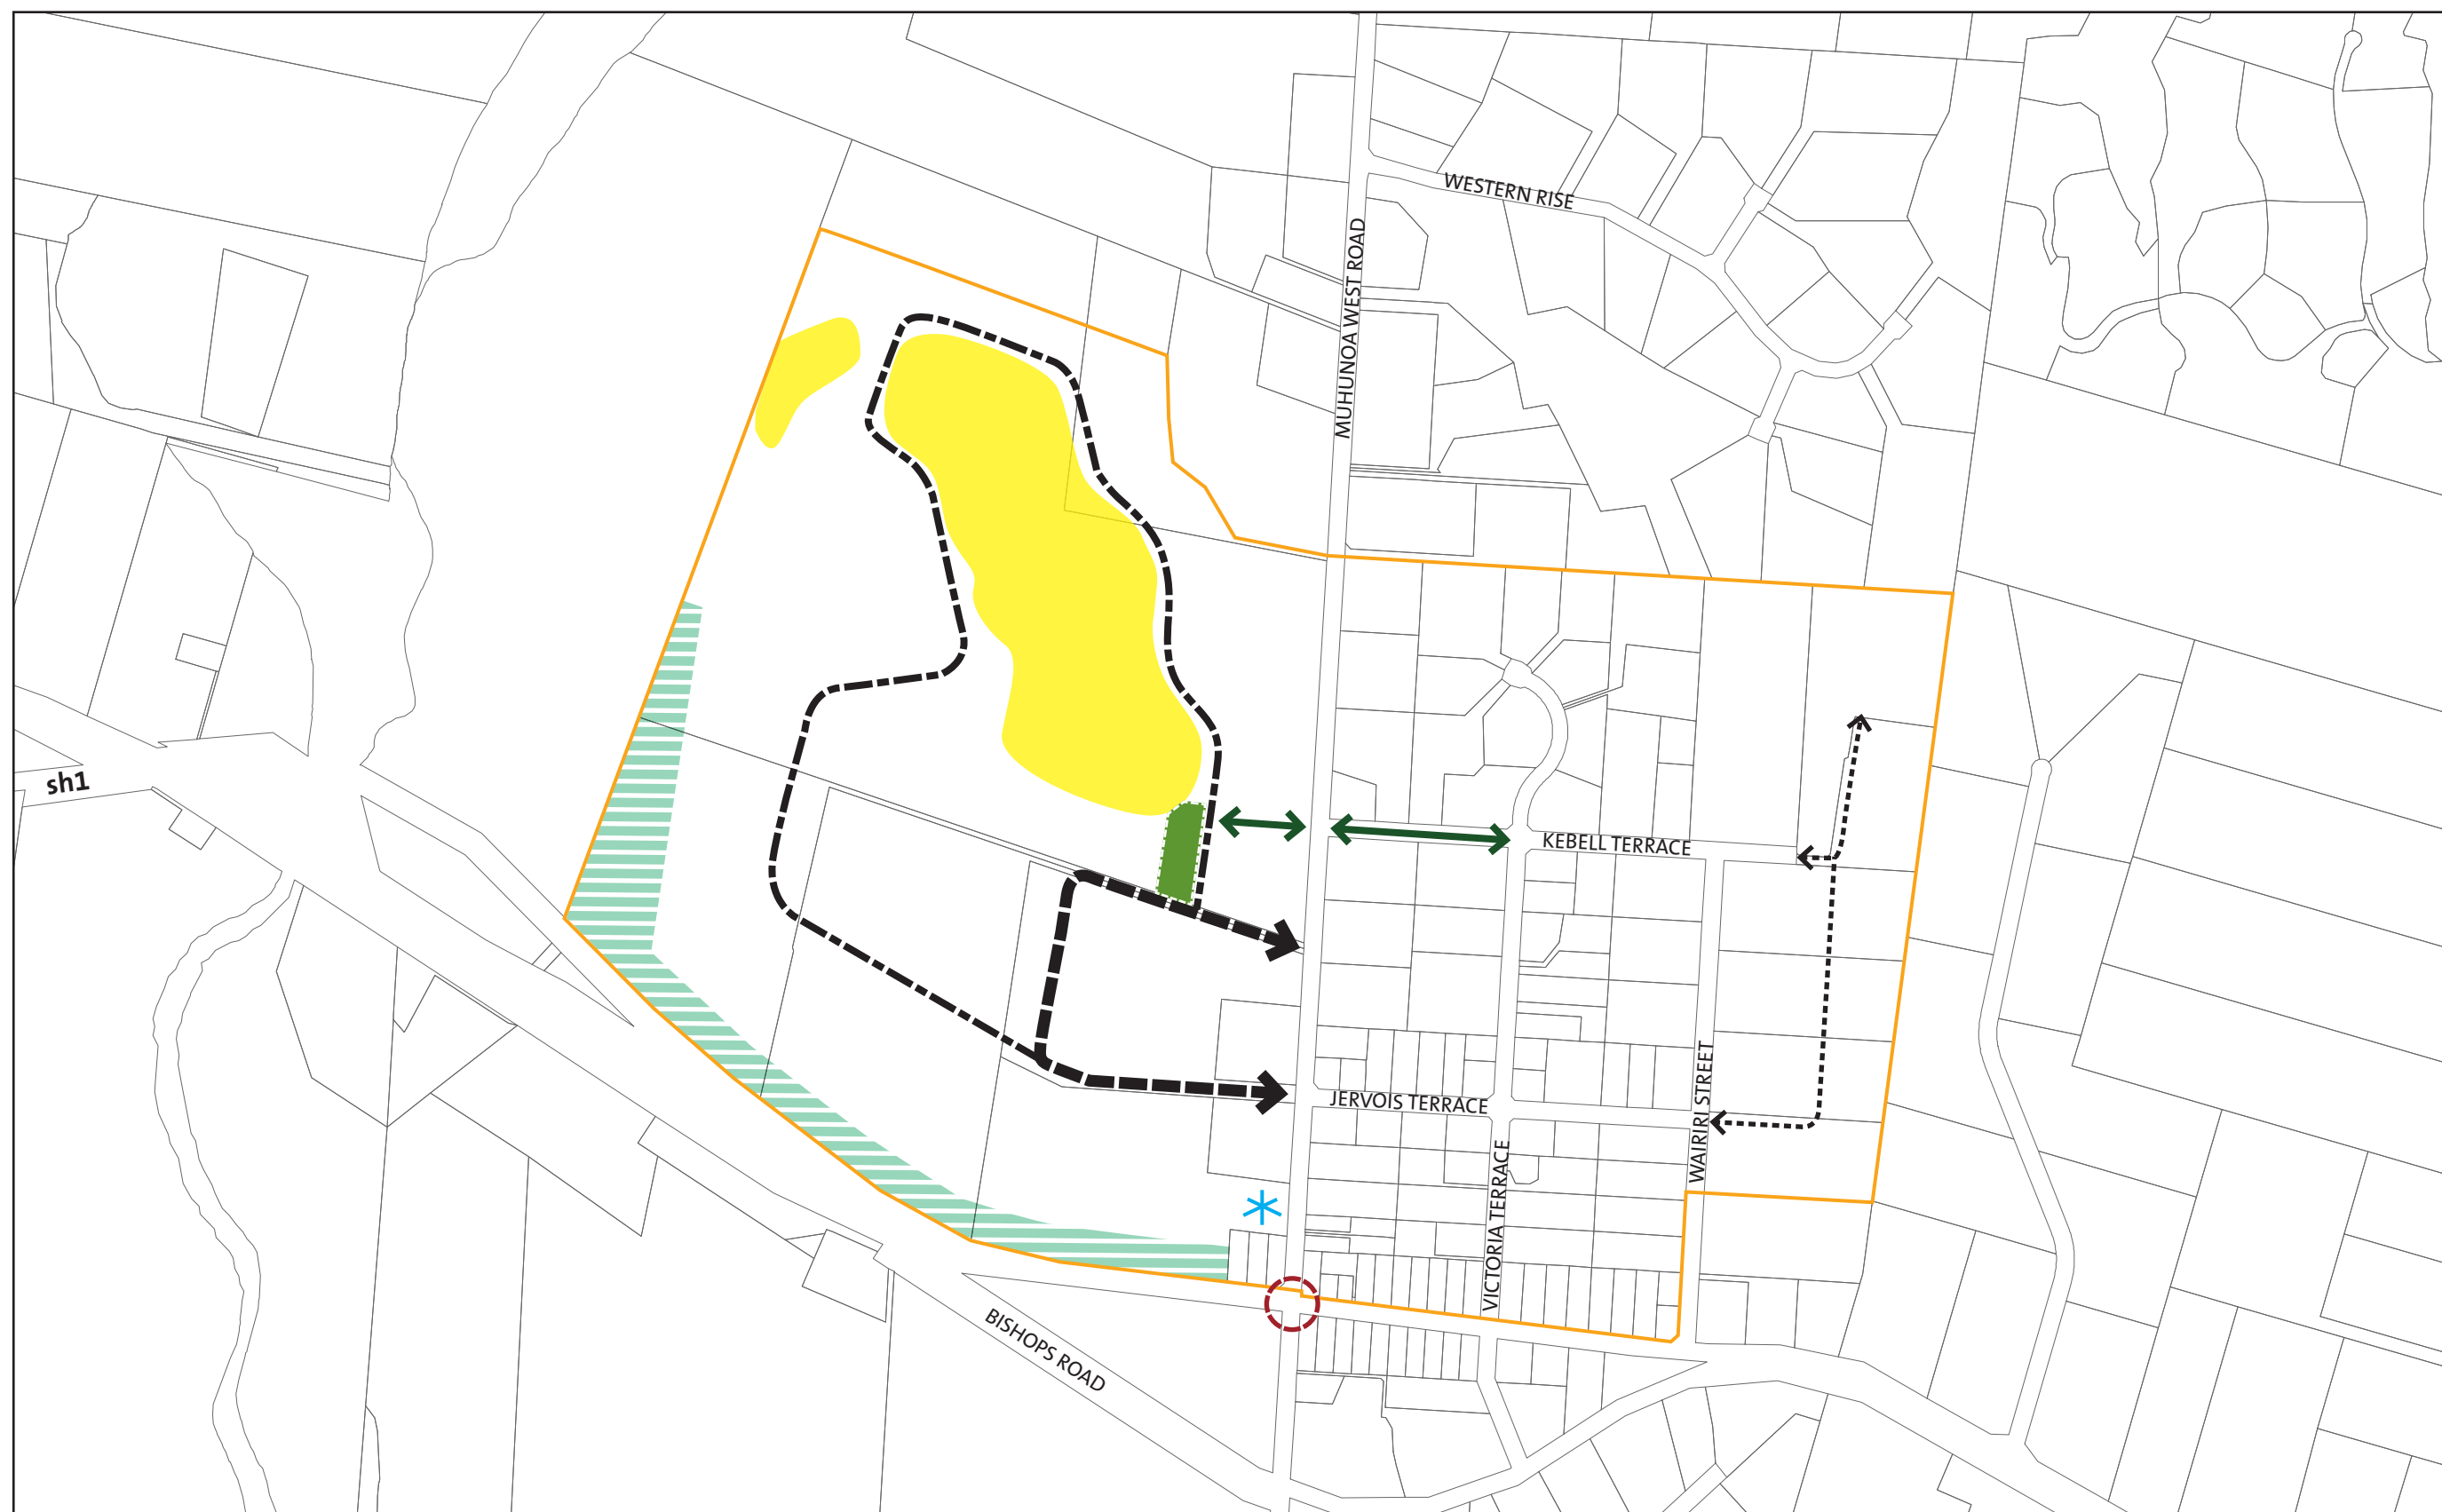 WESTERN RISE
MUHUNOA WEST ROAD
sh1
KEBELL TERRACE
JERVOIS TERRACE
WAIRIRI STREET
VICTORIA TERRACE
BISHOPS ROAD